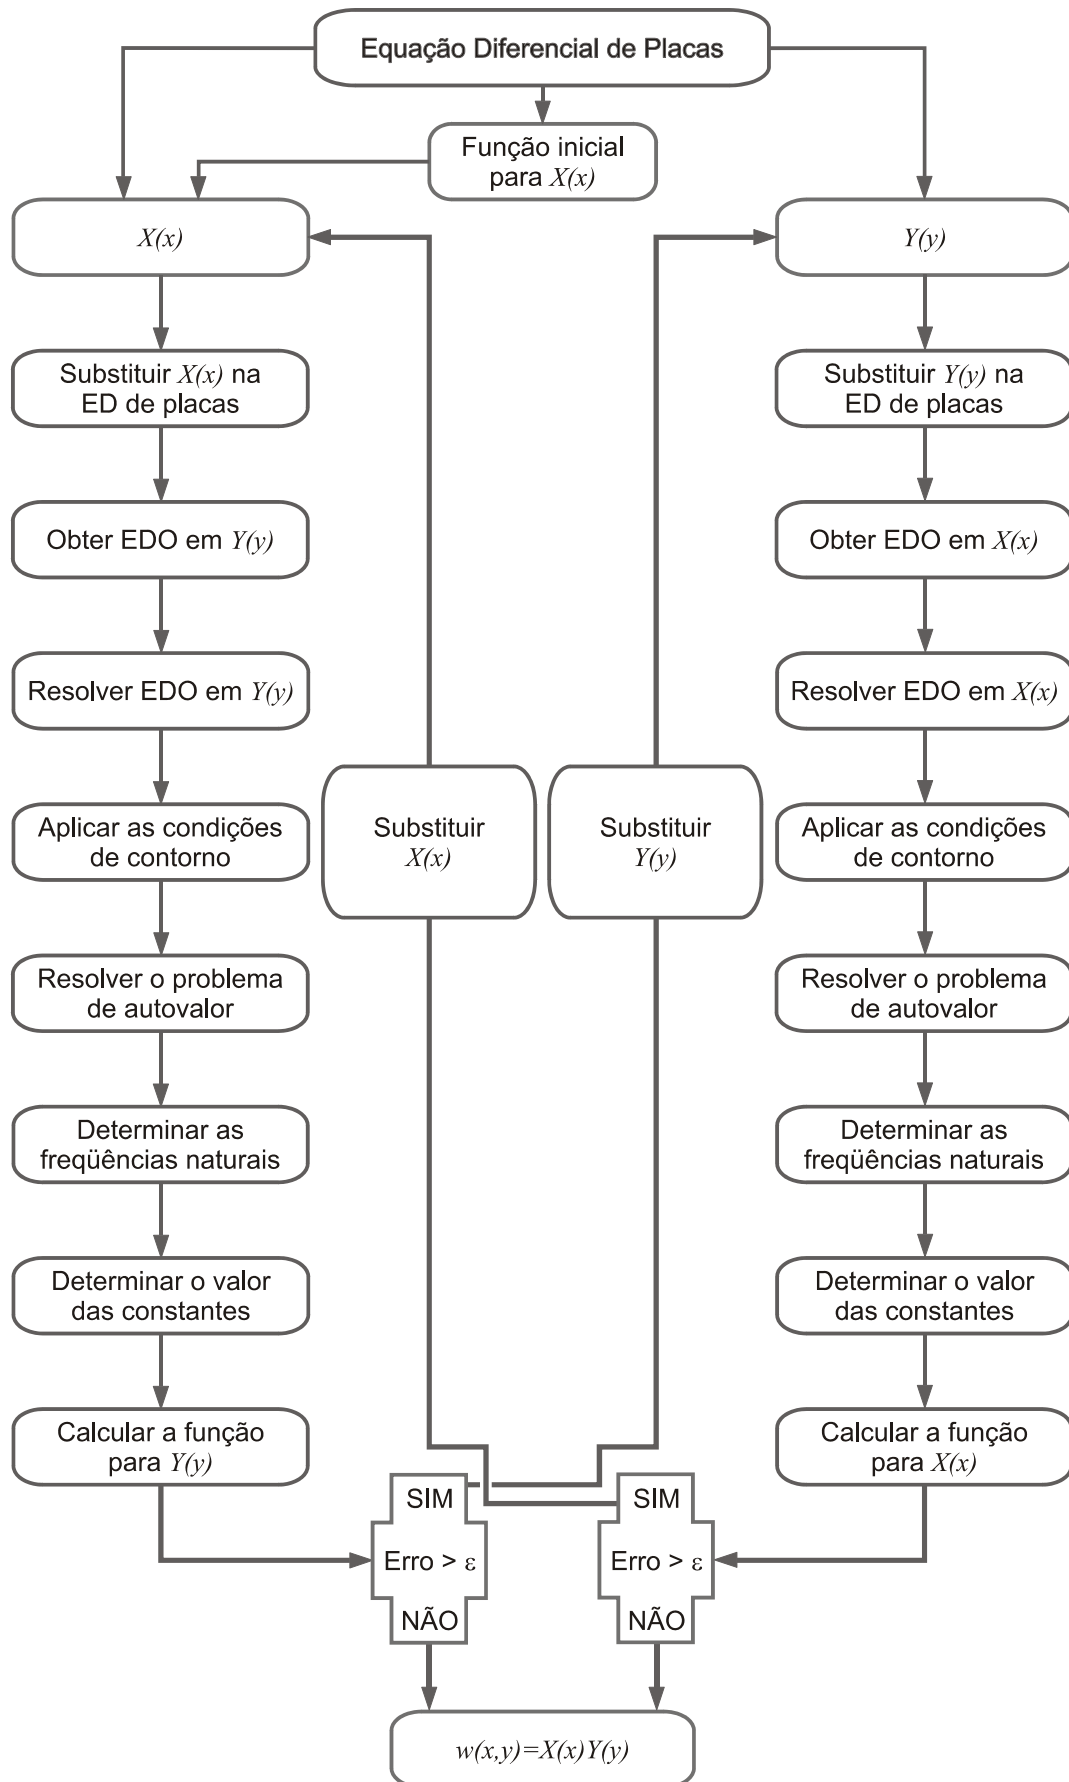 Equação Diferencial de Placas
Função inicial
para X(x)
X(x)
Y(y)
Substituir X(x) na
ED de placas
Substituir Y(y) na
ED de placas
Obter EDO em Y(y)
Obter EDO em X(x)
Resolver EDO em Y(y)
Resolver EDO em X(x)
Substituir
X(x)
Substituir
Y(y)
Aplicar as condições
de contorno
Aplicar as condições
de contorno
Resolver o problema
de autovalor
Resolver o problema
de autovalor
Determinar as
freqüências naturais
Determinar as
freqüências naturais
Determinar o valor
das constantes
Determinar o valor
das constantes
Calcular a função
para Y(y)
Calcular a função
para X(x)
SIM
Erro > ε
NÃO
SIM
Erro > ε
NÃO
w(x,y)=X(x)Y(y)